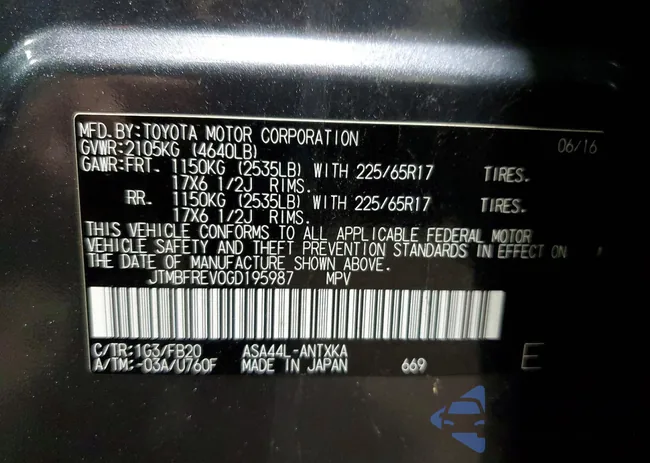 MFD.BY:TOYOTA MOTOR CORPORATION 06/16
GVWR:2105KG (4640LB)
GAWR:FRT. 1150KG (2535LB) WITH 225/65R17 TIRES.
17X6 1/2J RIMS.
RR. 1150KG (2535LB) WITH 225/65R17 TIRES.
17X6 1/2J RIMS.
THIS VEHICLE CONFORMS TO ALL APPLICABLE FEDERAL MOTOR
VEHICLE SAFETY AND THEFT PREVENTION STANDARDS IN EFFECT ON
THE DATE OF MANUFACTURE SHOWN ABOVE.
JTMBFREV0GD195987 MPV
C/TR:1G3/FB20 ASA44L-ANTXKA
A/TM:-03A/U760F MADE IN JAPAN 669 E